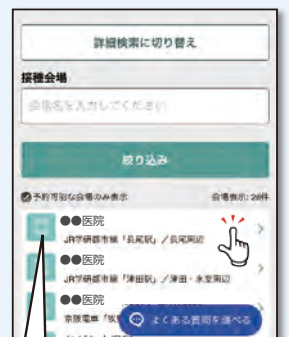 詳細検索に切り替え
接種会場
会場名を入力してください
絞り込み
予約可能な会場のみ表示 会場表示: 28件
●●医院
JR学研都市線「長尾駅」／長尾周辺
●●医院
JR学研都市線「津田駅」／津田・氷室周辺
●●医院
京阪電車「牧
よくある質問を調べる